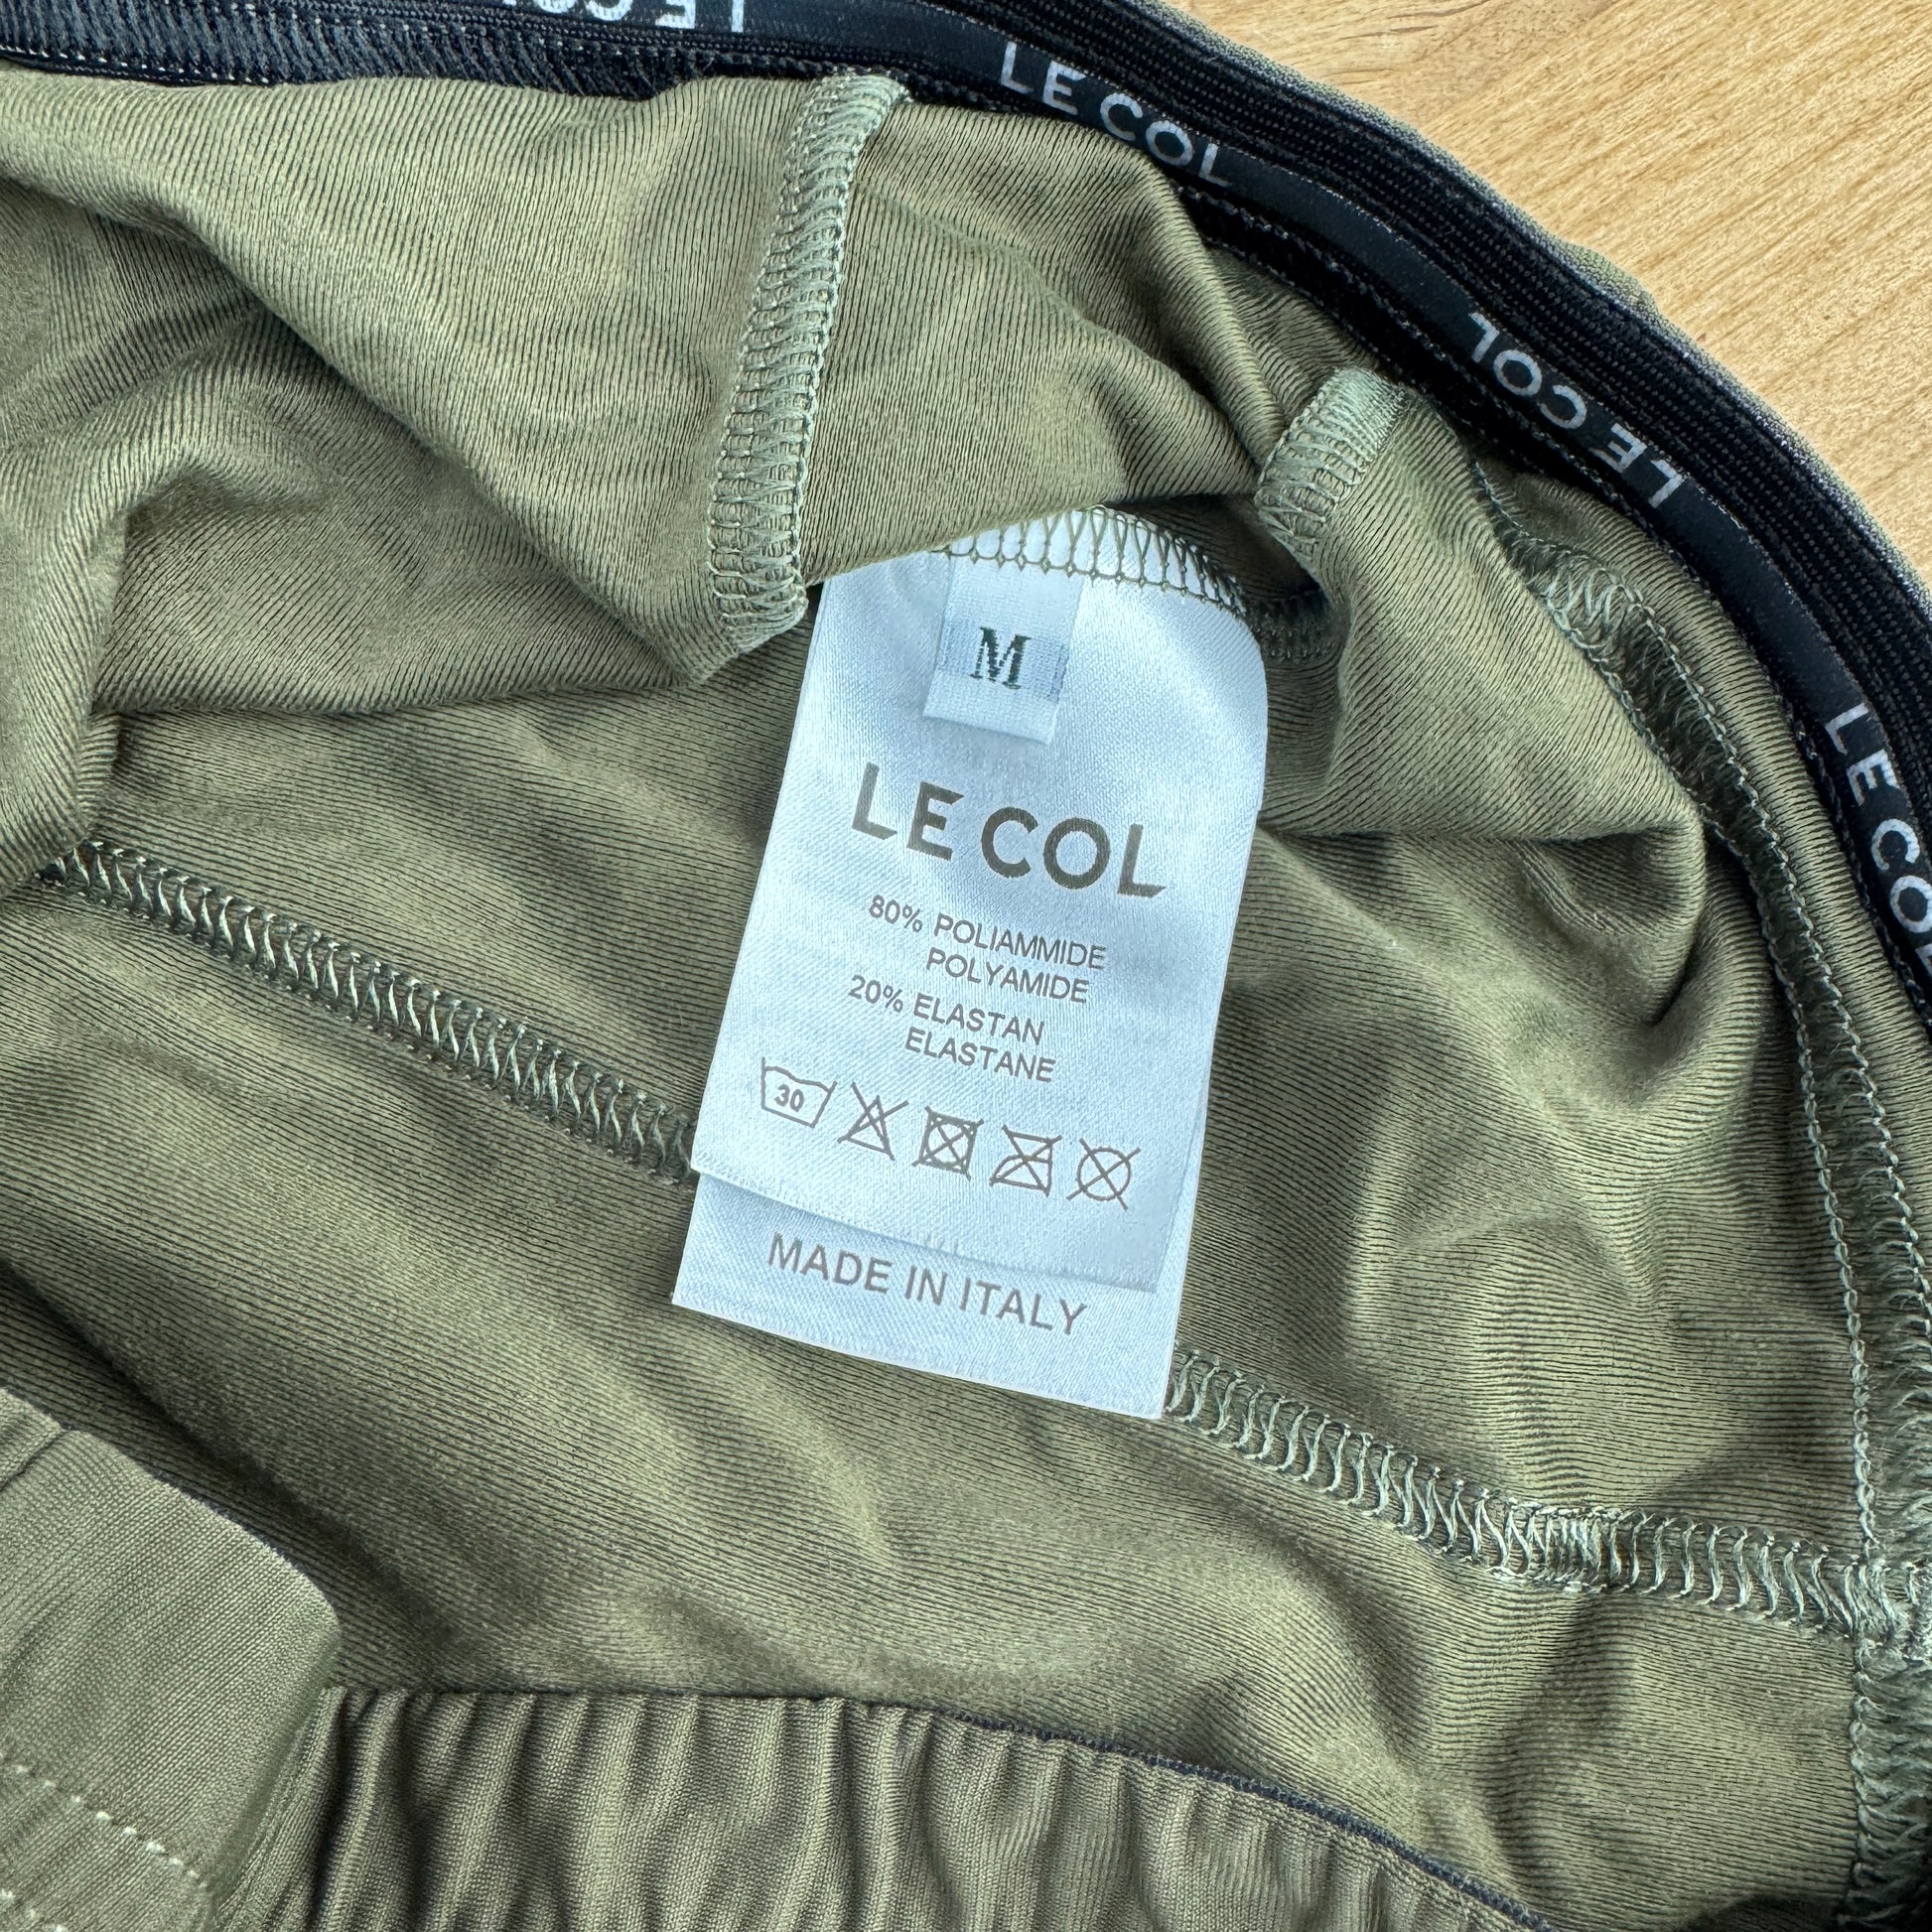 LE COL
LE COL
LE COL
LE COL
M
LE COL
80% POLIAMMIDE
POLYAMIDE
20% ELASTAN
ELASTANE
30
MADE IN ITALY